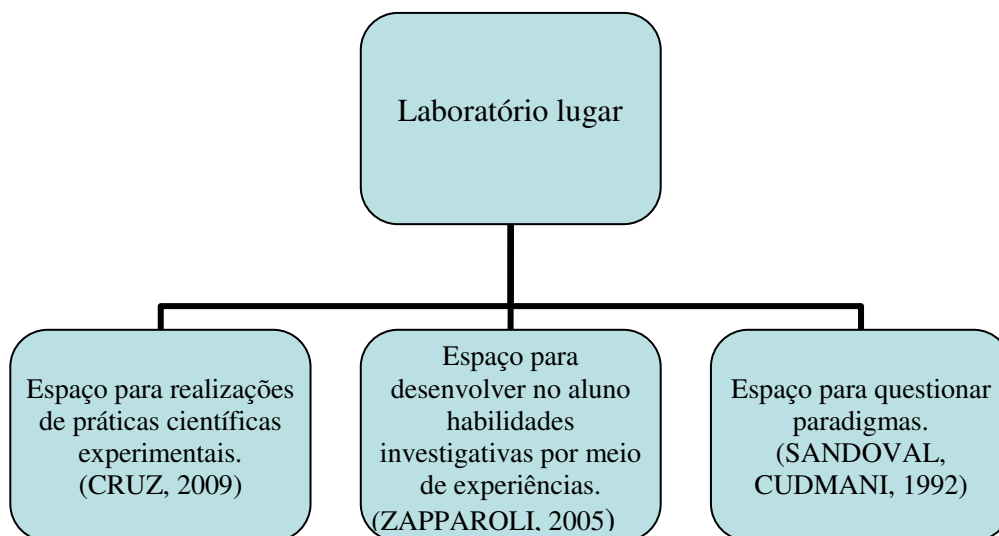 Laboratório lugar
Espaço para realizações
de práticas científicas
experimentais.
(CRUZ, 2009)
Espaço para
desenvolver no aluno
habilidades
investigativas por meio
de experiências.
(ZAPPAROLI, 2005)
Espaço para questionar
paradigmas.
(SANDOVAL,
CUDMANI, 1992)